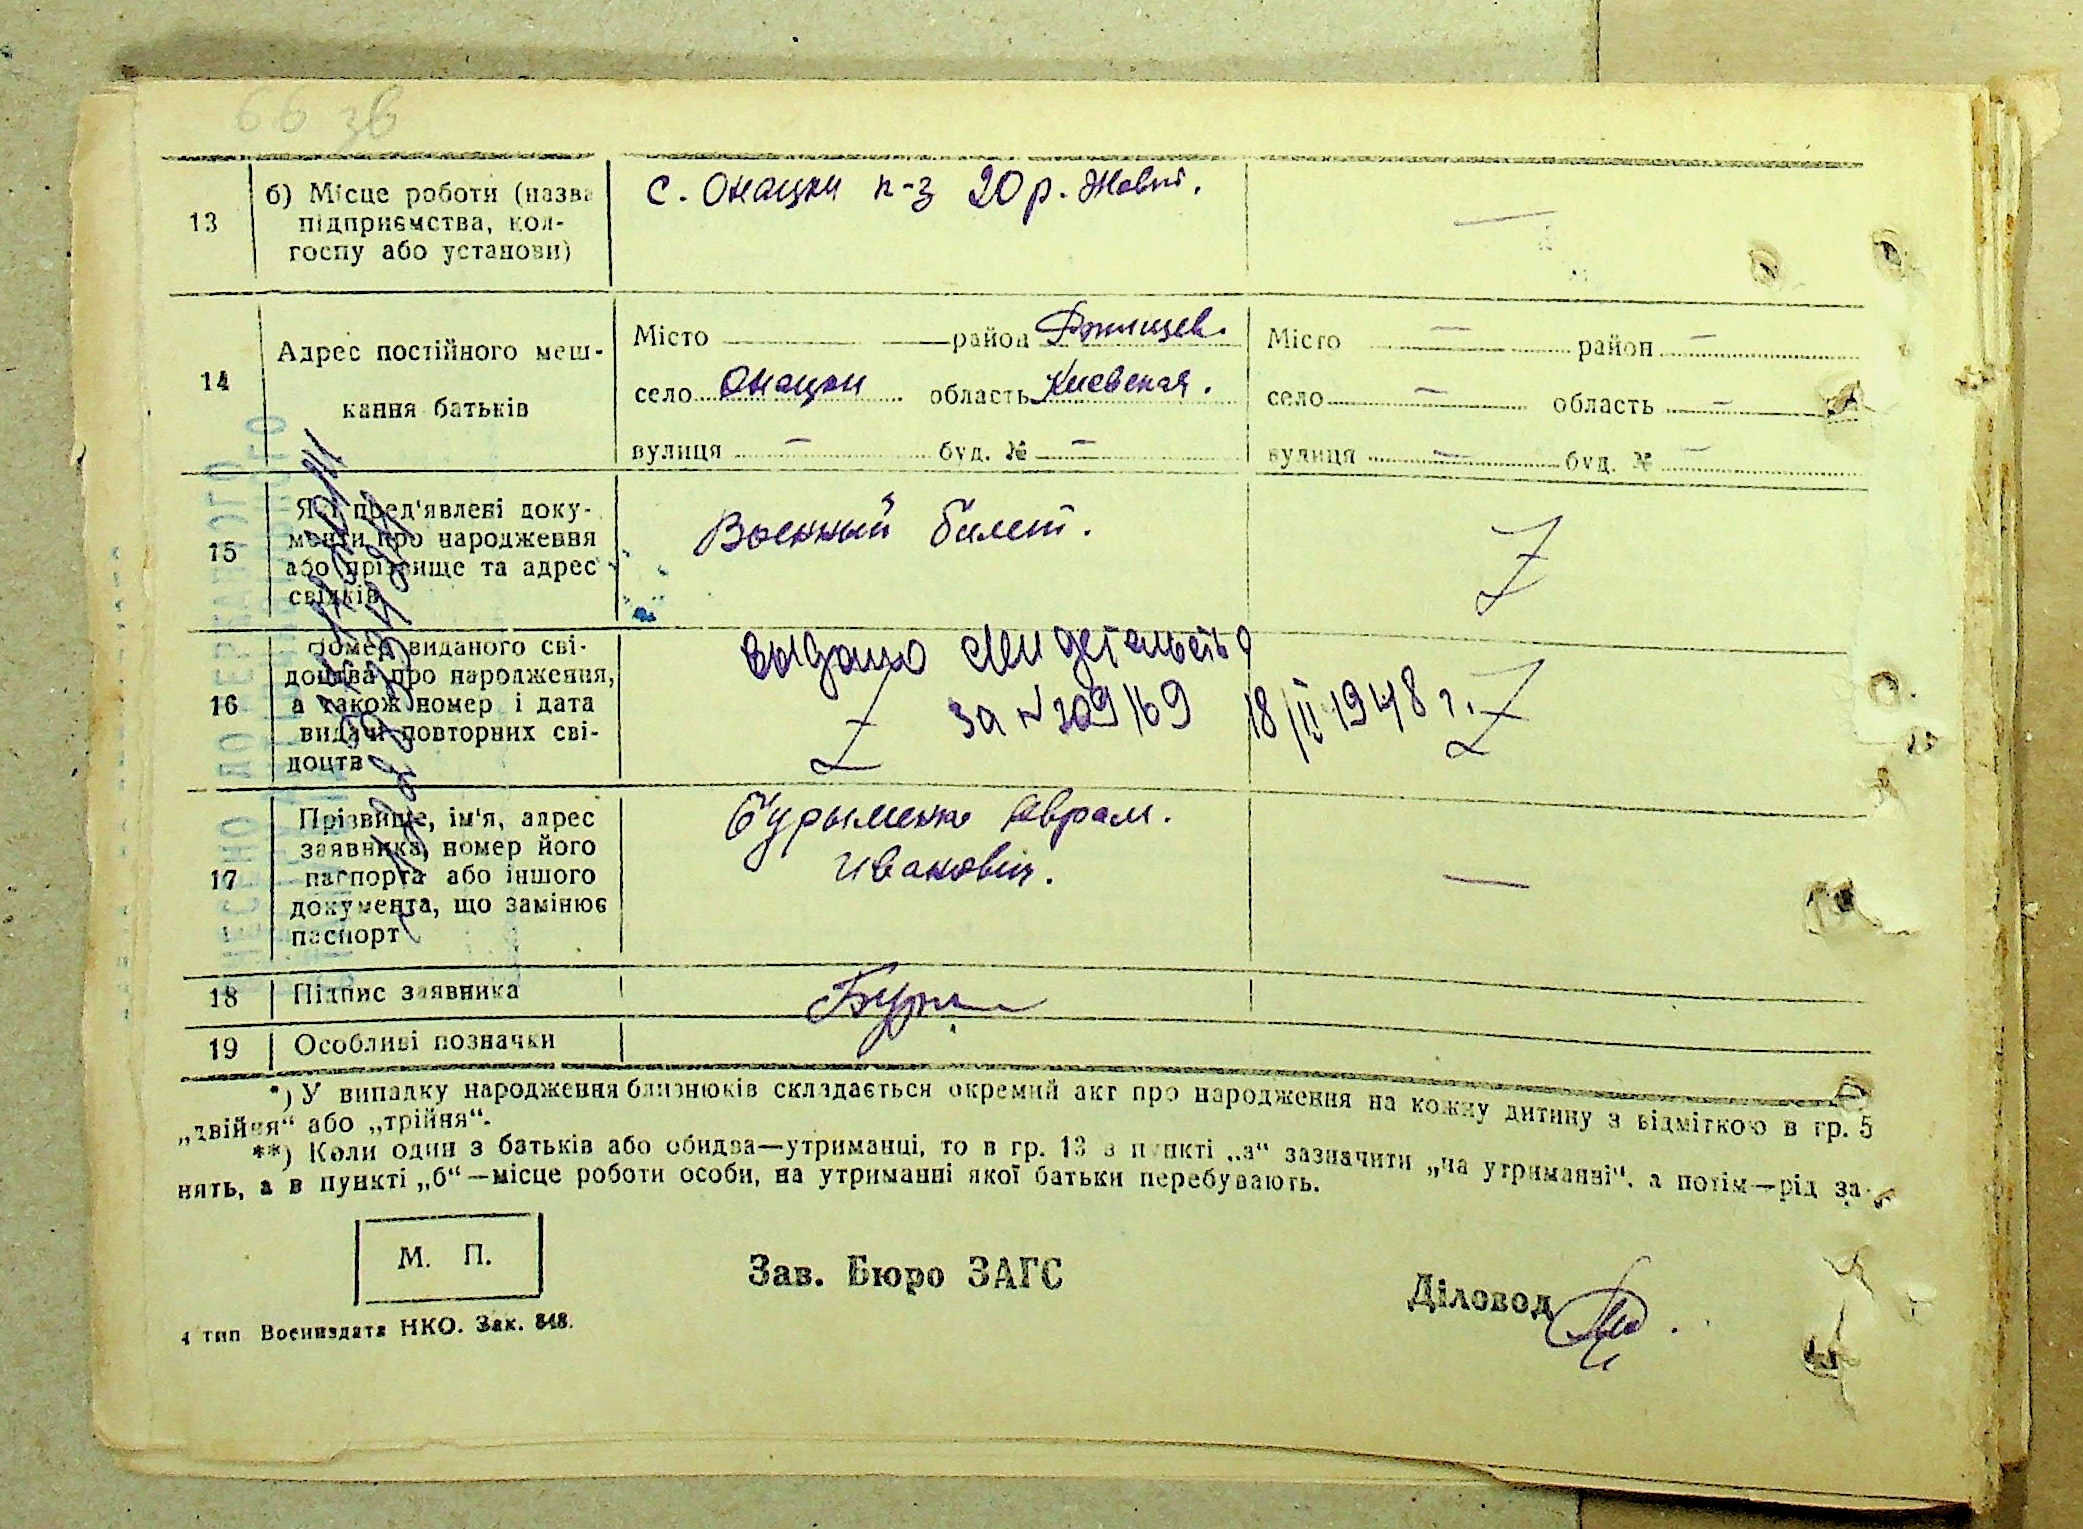 66 зв
13
б) Місце роботи (назва
підприємства, кол-
госпу або установи)
с. Онацки к-з 20 р. Жовт.
—
14
Адрес постійного меш-
кання батьків
Місто — район Ржищев.
село Онацки область Киевская.
вулиця — буд. № —
Місто — район —
село — область —
вулиця — буд. № —
15
Які пред'явлені доку-
менти про народження
або прізвище та адрес
свідків
Военный билет.
16
Номер виданого сві-
доцтва про народження,
а також номер і дата
видачі повторних сві-
доцтв
выдано свидетельство
за № 209169 18/II 1948 г.
17
Прізвище, ім'я, адрес
заявника, номер його
паспорта або іншого
документа, що замінює
паспорт
Бурыменко Аврам.
Иванович.
—
18
Підпис заявника
19
Особливі позначки
*) У випадку народження близнюків складається окремий акт про народження на кожну дитину з відміткою в гр. 5
„двійня“ або „трійня“.
**) Коли один з батьків або обидва—утриманці, то в гр. 13 в пункті „а“ зазначити „на утриманні“, а потім—рід за-
нять, а в пункті „б“—місце роботи особи, на утриманні якої батьки перебувають.
М. П.
Зав. Бюро ЗАГС
Діловод
4 тип Воениздата НКО. Зак. 848.